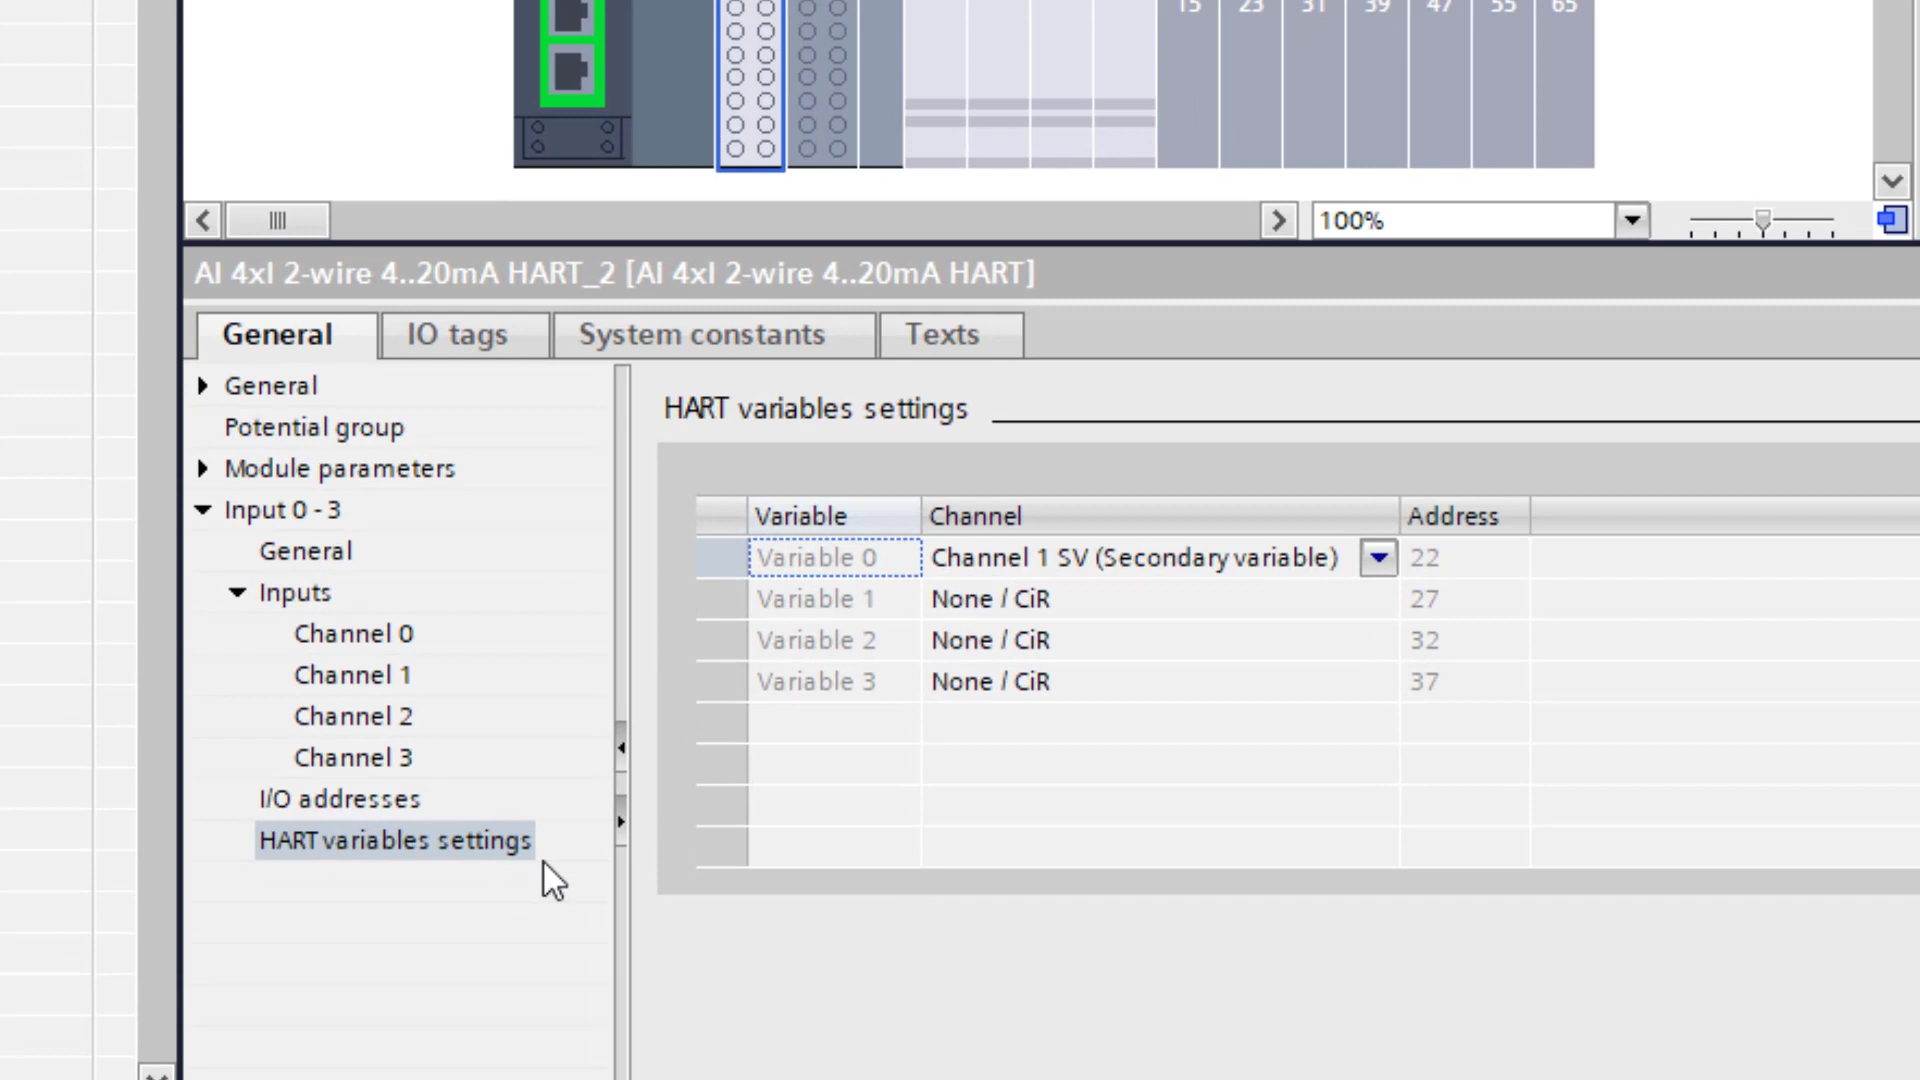 15 23 31 39 47 55 65
100%
AI 4xI 2-wire 4..20mA HART_2 [AI 4xI 2-wire 4..20mA HART]
General IO tags System constants Texts
General
Potential group
Module parameters
Input 0 - 3
General
Inputs
Channel 0
Channel 1
Channel 2
Channel 3
I/O addresses
HART variables settings
HART variables settings
Variable Channel Address
Variable 0 Channel 1 SV (Secondary variable) 22
Variable 1 None / CiR 27
Variable 2 None / CiR 32
Variable 3 None / CiR 37